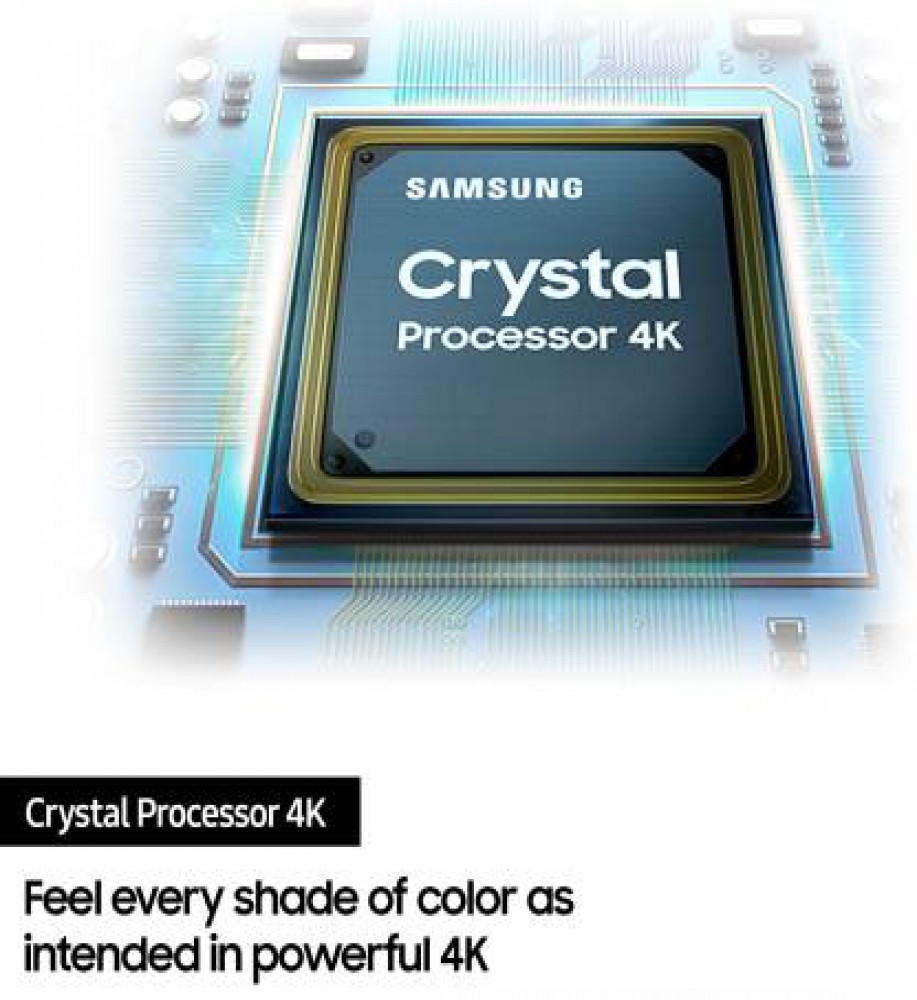 SAMSUNG
Crystal
Processor 4K
Crystal Processor 4K
Feel every shade of color as
intended in powerful 4K